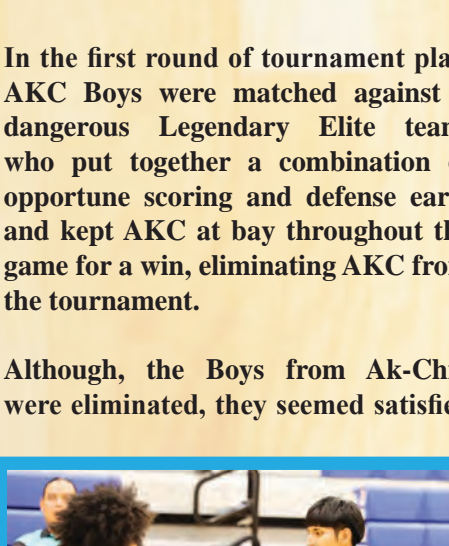 In the first round of tournament pla
AKC Boys were matched against
dangerous Legendary Elite tea
who put together a combination
opportune scoring and defense ear
and kept AKC at bay throughout th
game for a win, eliminating AKC fro
the tournament.
Although, the Boys from Ak-Chi
were eliminated, they seemed satisfie